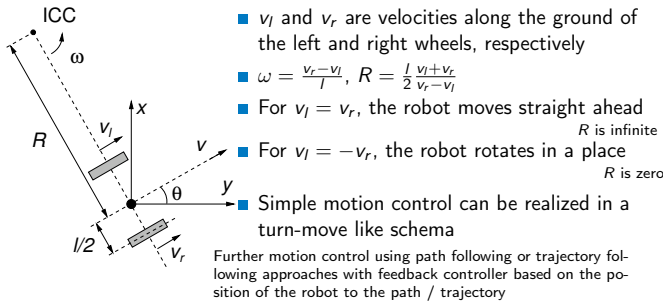 ICC
ω
R
v_l
x
v
θ
y
l/2
v_r
■ v_l and v_r are velocities along the ground of
the left and right wheels, respectively
■ ω = \frac{v_r−v_l}{l}, R = \frac{l}{2} \frac{v_l+v_r}{v_r−v_l}
■ For v_l = v_r, the robot moves straight ahead
R is infinite
■ For v_l = −v_r, the robot rotates in a place
R is zero
■ Simple motion control can be realized in a
turn-move like schema
Further motion control using path following or trajectory fol-
lowing approaches with feedback controller based on the po-
sition of the robot to the path / trajectory